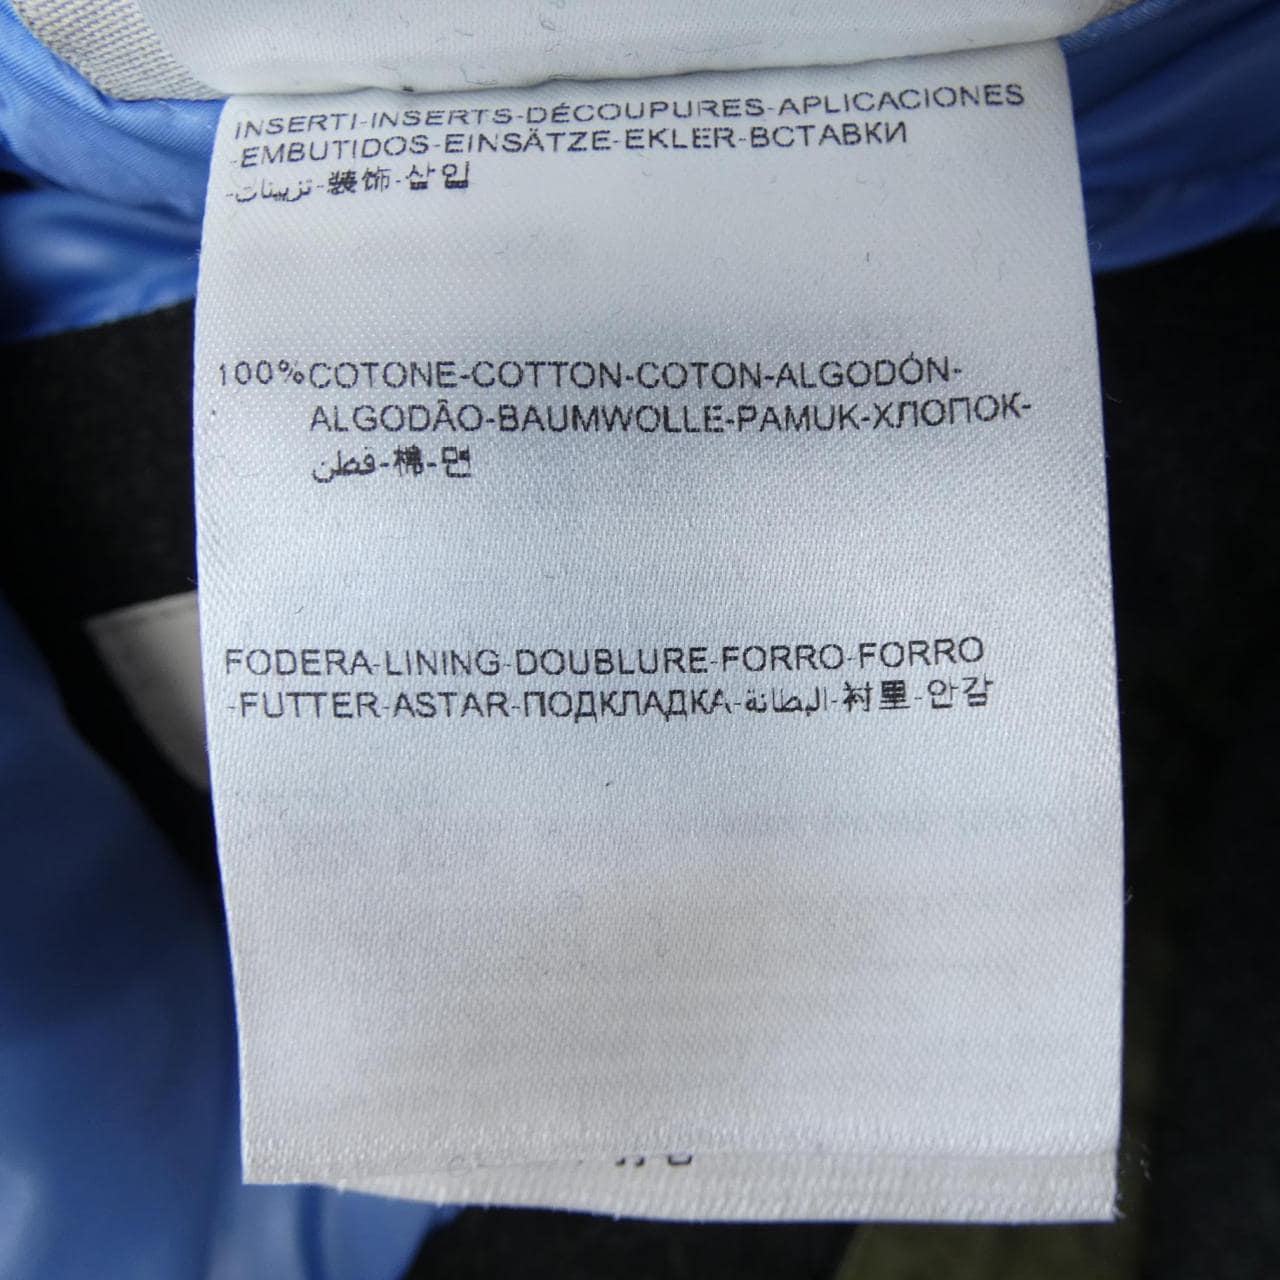 INSERTI-INSERTS-DÉCOUPURES-APLICACIONES
-EMBUTIDOS-EINSÄTZE-EKLER-ВСТАВКИ
-تزيينات-装饰-삽입
100%COTONE-COTTON-COTON-ALGODÓN-
ALGODÃO-BAUMWOLLE-PAMUK-ХЛОПОК-
قطن-棉-면
FODERA-LINING-DOUBLURE-FORRO-FORRO
-FUTTER-ASTAR-ПОДКЛАДКА-البطانة-衬里-안감